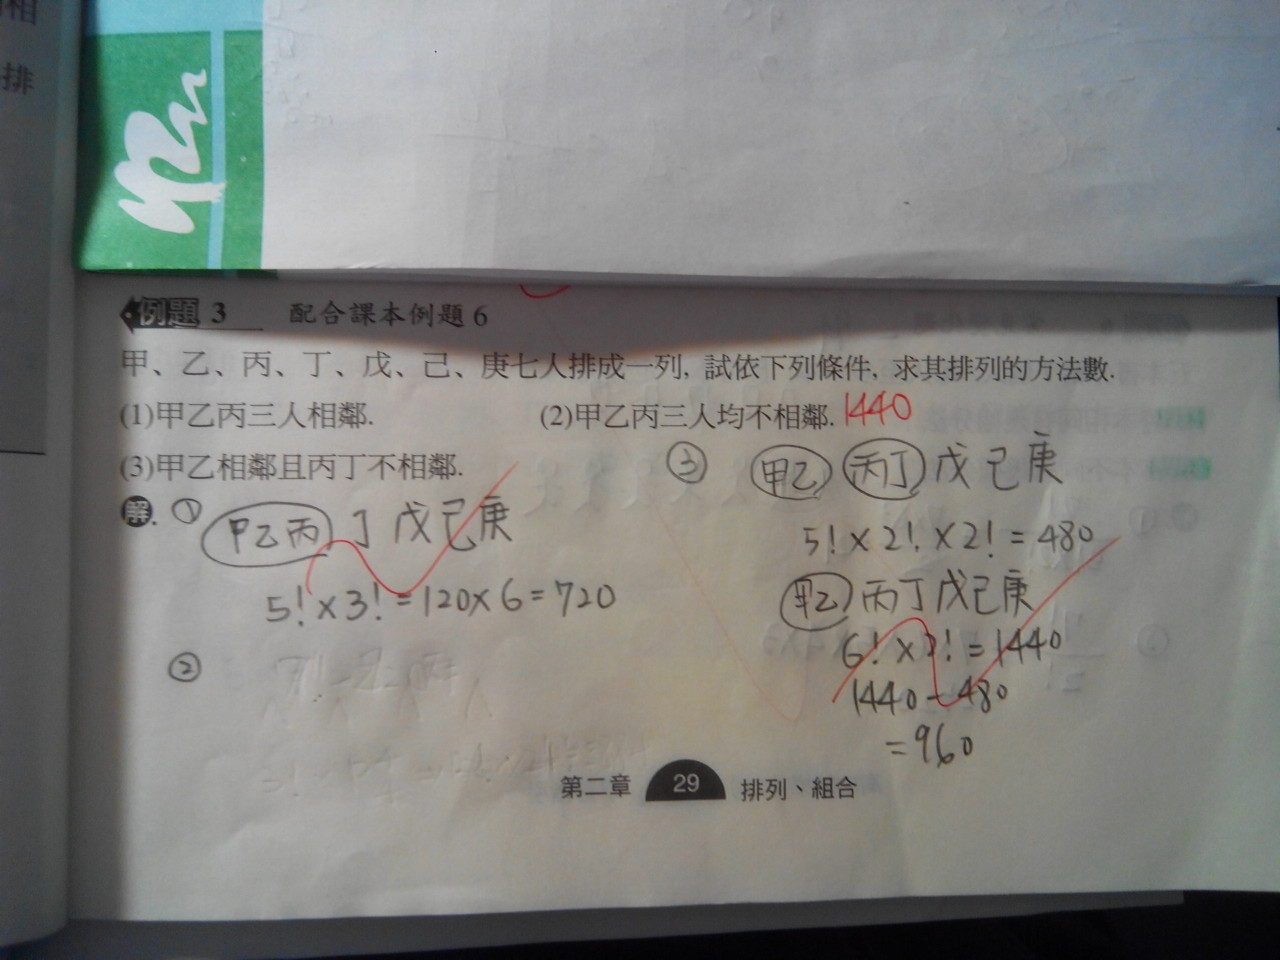 相
排
例題 3 配合課本例題 6
甲、乙、丙、丁、戊、己、庚七人排成一列, 試依下列條件, 求其排列的方法數.
(1)甲乙丙三人相鄰. (2)甲乙丙三人均不相鄰. 1440
(3)甲乙相鄰且丙丁不相鄰.
解. ① 甲乙丙 丁 戊己庚
5! × 3! = 120 × 6 = 720
②
③ 甲乙 丙丁 戊己庚
5! × 2! × 2! = 480
甲乙 丙丁戊己庚
6! × 2! = 1440
1440 - 480
= 960
第二章 29 排列、組合